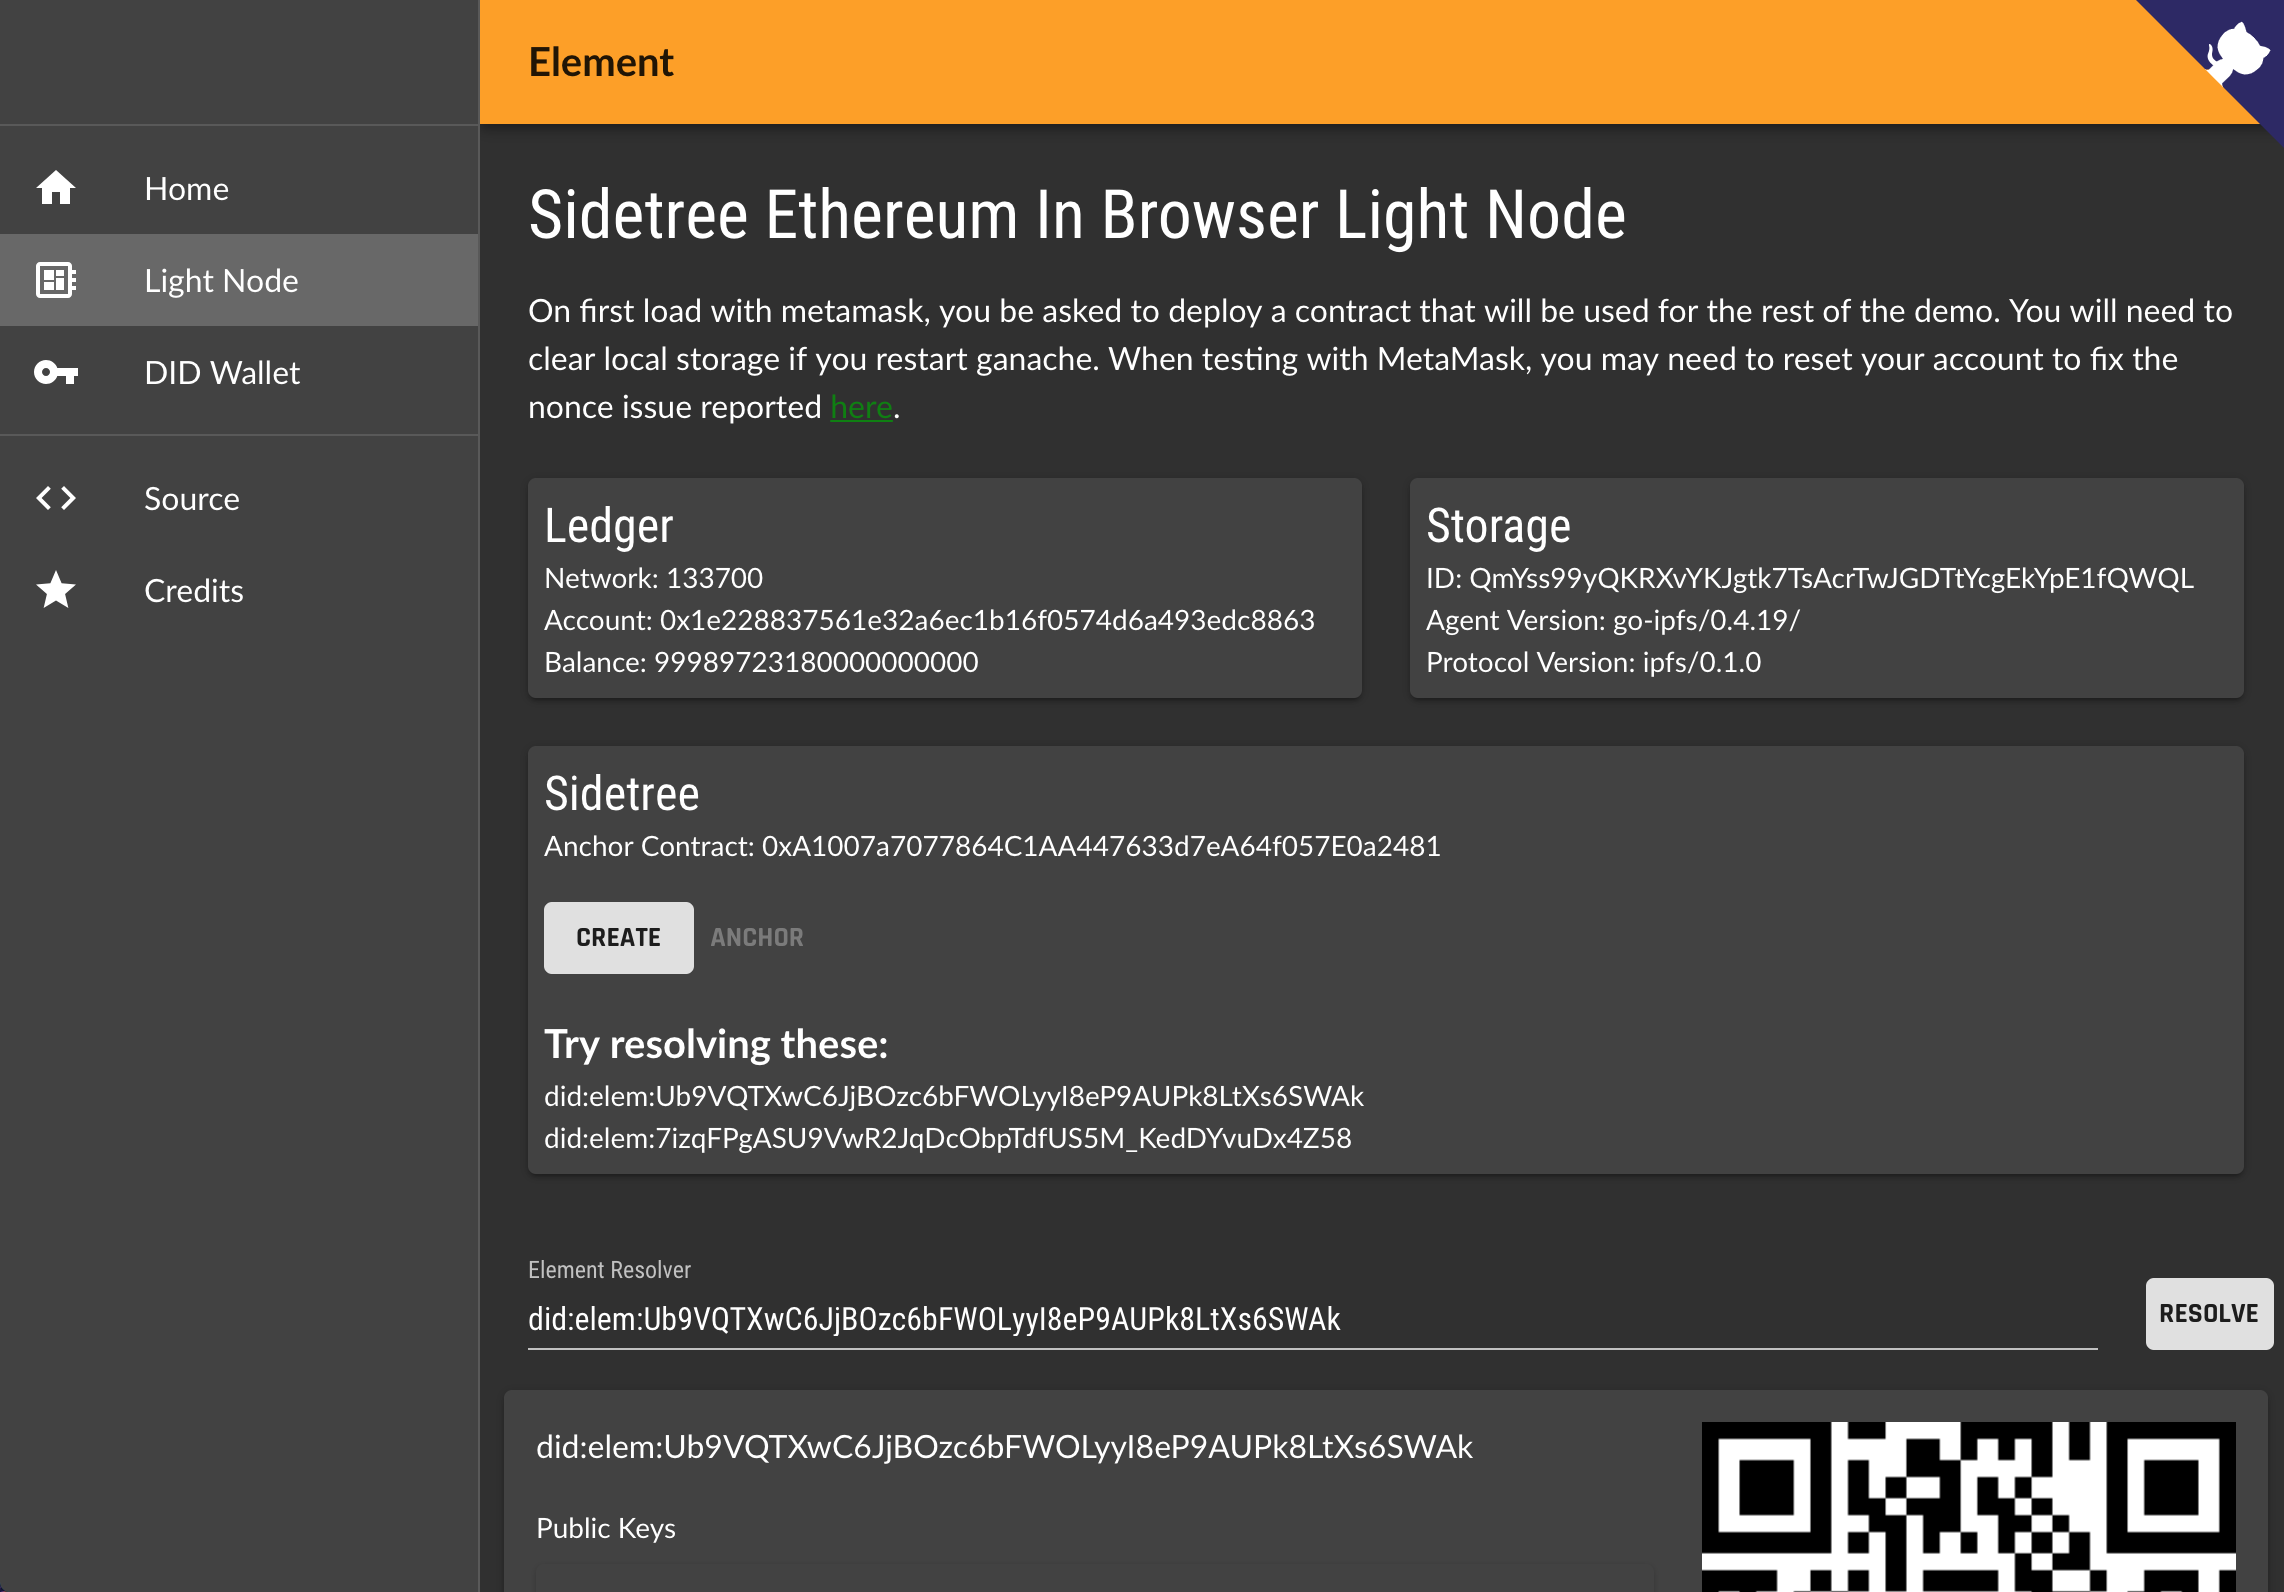 Element
Home
Light Node
DID Wallet
Source
Credits
Sidetree Ethereum In Browser Light Node
On first load with metamask, you be asked to deploy a contract that will be used for the rest of the demo. You will need to
clear local storage if you restart ganache. When testing with MetaMask, you may need to reset your account to fix the
nonce issue reported here.
Ledger
Network: 133700
Account: 0x1e228837561e32a6ec1b16f0574d6a493edc8863
Balance: 99989723180000000000
Storage
ID: QmYss99yQKRXvYKJgtk7TsAcrTwJGDTtYcgEkYpE1fQWQL
Agent Version: go-ipfs/0.4.19/
Protocol Version: ipfs/0.1.0
Sidetree
Anchor Contract: 0xA1007a7077864C1AA447633d7eA64f057E0a2481
CREATE ANCHOR
Try resolving these:
did:elem:Ub9VQTXwC6JjBOzc6bFWOLyyI8eP9AUPk8LtXs6SWAk
did:elem:7izqFPgASU9VwR2JqDcObpTdfUS5M_KedDYvuDx4Z58
Element Resolver
did:elem:Ub9VQTXwC6JjBOzc6bFWOLyyI8eP9AUPk8LtXs6SWAk
RESOLVE
did:elem:Ub9VQTXwC6JjBOzc6bFWOLyyI8eP9AUPk8LtXs6SWAk
Public Keys